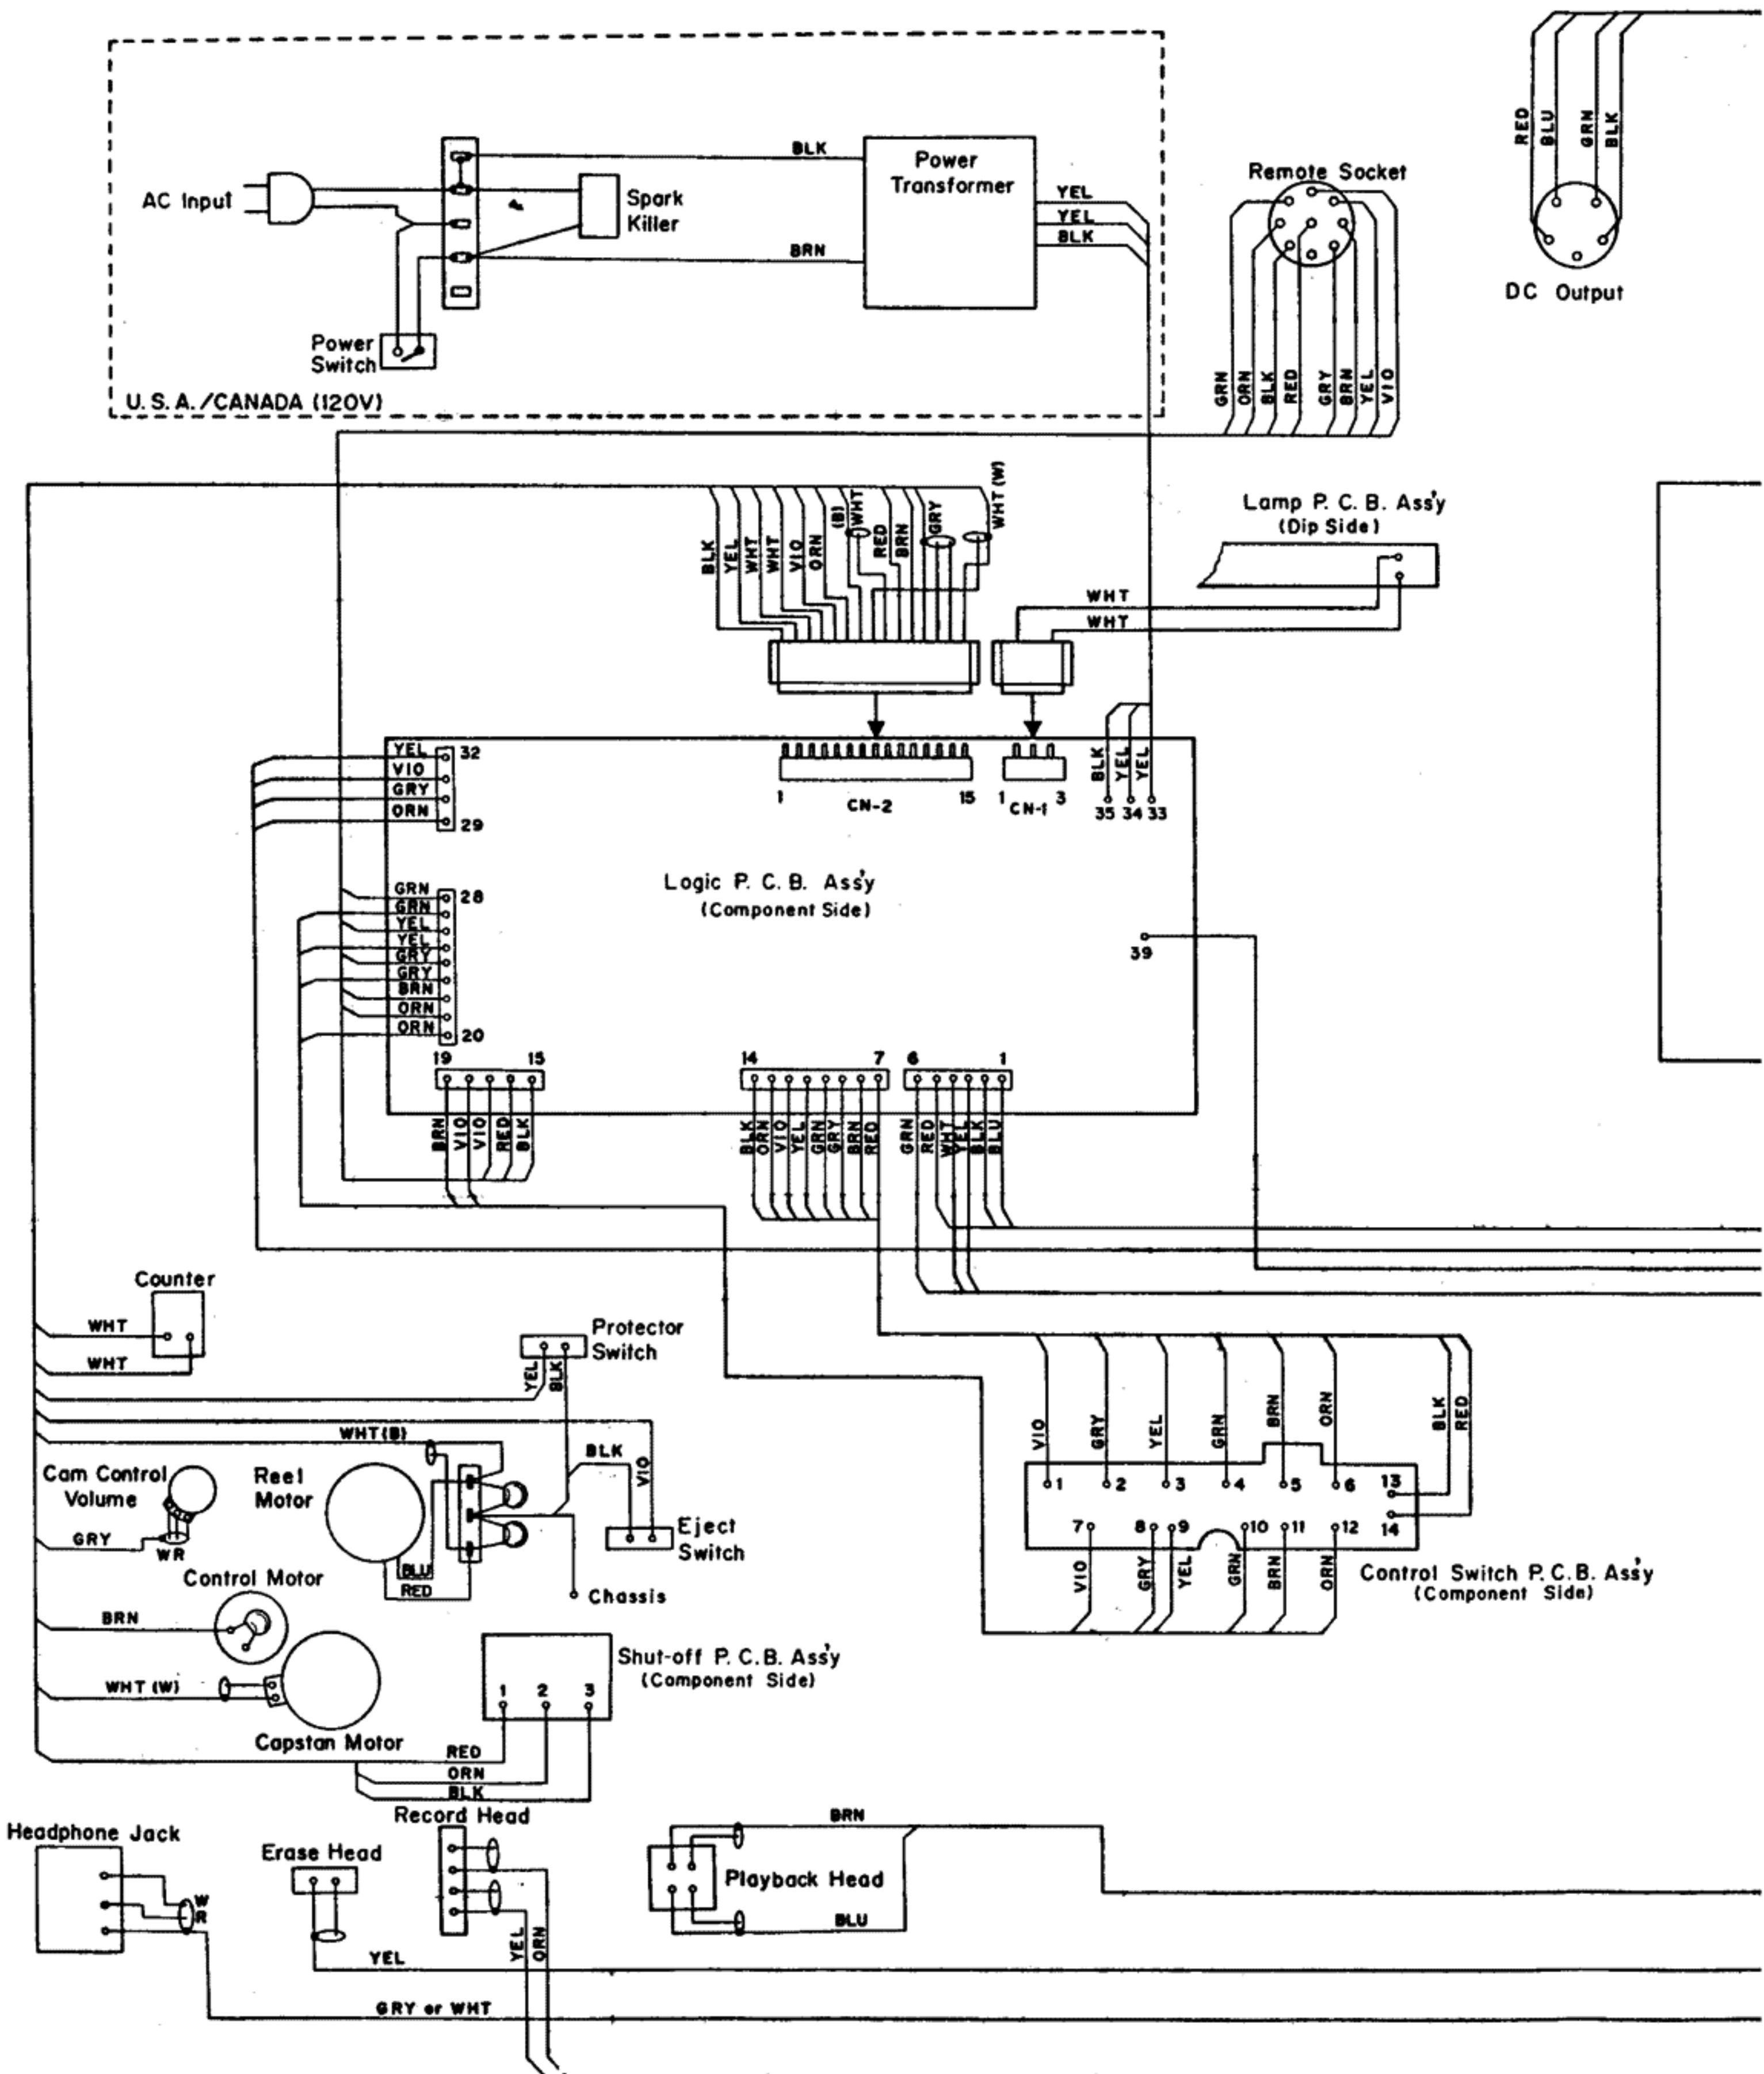 RED
BLU
GRN
BLK
DC Output
AC Input
BLK
Spark
Killer
BRN
Power
Transformer
YEL
YEL
BLK
Power
Switch
U.S.A./CANADA (120V)
Remote Socket
GRN
ORN
BLK
RED
GRY
BRN
YEL
VIO
BLK
YEL
WHT
WHT
VIO
ORN
(B)
WHT
RED
BRN
GRY
WHT (W)
Lamp P.C.B. Ass'y
(Dip Side)
WHT
WHT
YEL
VIO
GRY
ORN
32
29
1
CN-2
15
1
CN-1
3
BLK
YEL
YEL
35 34 33
Logic P.C.B. Ass'y
(Component Side)
39
GRN
GRN
YEL
YEL
GRY
GRY
BRN
ORN
ORN
28
20
19
15
14
7
6
1
BRN
VIO
VIO
RED
BLK
BLK
ORN
VIO
YEL
GRN
GRY
BRN
RED
GRN
RED
WHT
YEL
BLK
BLU
Counter
WHT
WHT
Protector
Switch
YEL
BLK
WHT(B)
BLK
VIO
Cam Control
Volume
GRY
WR
Reel
Motor
BLU
RED
Eject
Switch
Chassis
Control Motor
BRN
WHT (W)
Capstan Motor
Shut-off P.C.B. Ass'y
(Component Side)
1
2
3
RED
ORN
BLK
VIO
GRY
YEL
GRN
BRN
ORN
BLK
RED
1
2
3
4
5
6
13
14
7
8
9
10
11
12
VIO
GRY
YEL
GRN
BRN
ORN
Control Switch P.C.B. Ass'y
(Component Side)
Headphone Jack
W
R
Erase Head
YEL
Record Head
YEL
ORN
BRN
Playback Head
BLU
GRY or WHT